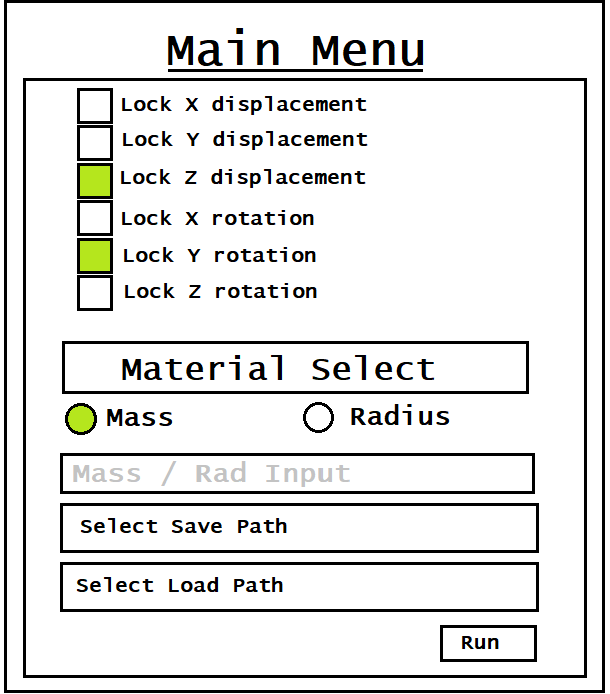 Main Menu
Lock X displacement
Lock Y displacement
Lock Z displacement
Lock X rotation
Lock Y rotation
Lock Z rotation
Material Select
Mass
Radius
Mass / Rad Input
Select Save Path
Select Load Path
Run